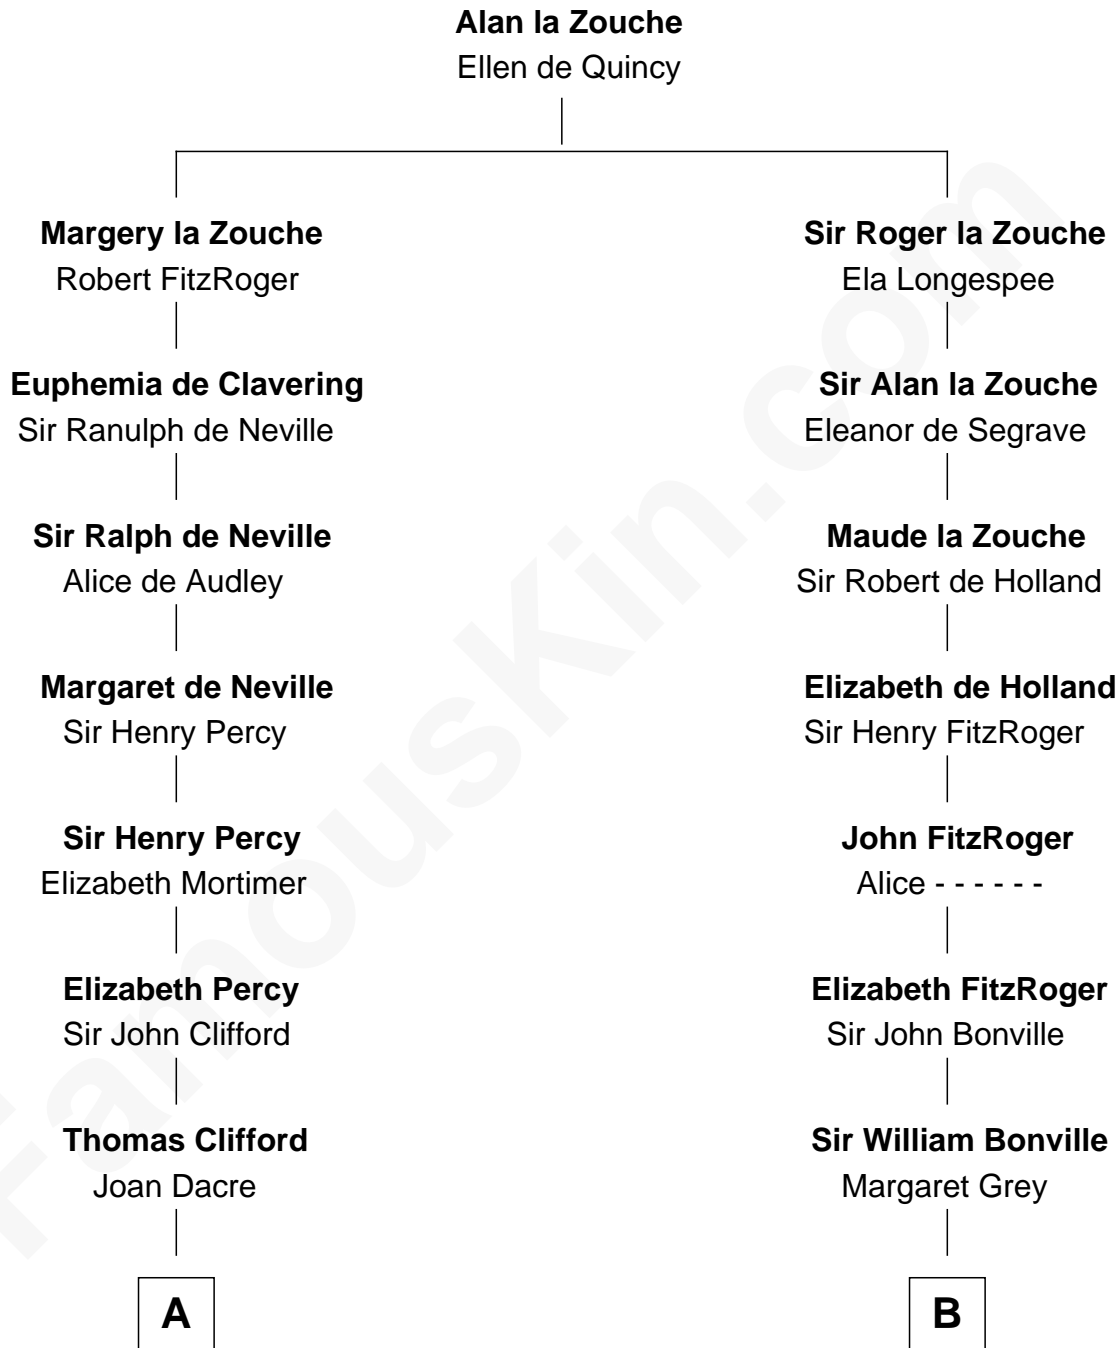 Alan la Zouche
Ellen de Quincy
Margery la Zouche
Robert FitzRoger
Sir Roger la Zouche
Ela Longespee
Euphemia de Clavering
Sir Ranulph de Neville
Sir Alan la Zouche
Eleanor de Segrave
Sir Ralph de Neville
Alice de Audley
Maude la Zouche
Sir Robert de Holland
Margaret de Neville
Sir Henry Percy
Elizabeth de Holland
Sir Henry FitzRoger
Sir Henry Percy
Elizabeth Mortimer
John FitzRoger
Alice - - - - - -
Elizabeth Percy
Sir John Clifford
Elizabeth FitzRoger
Sir John Bonville
Thomas Clifford
Joan Dacre
Sir William Bonville
Margaret Grey
A
B
FamousKin.com